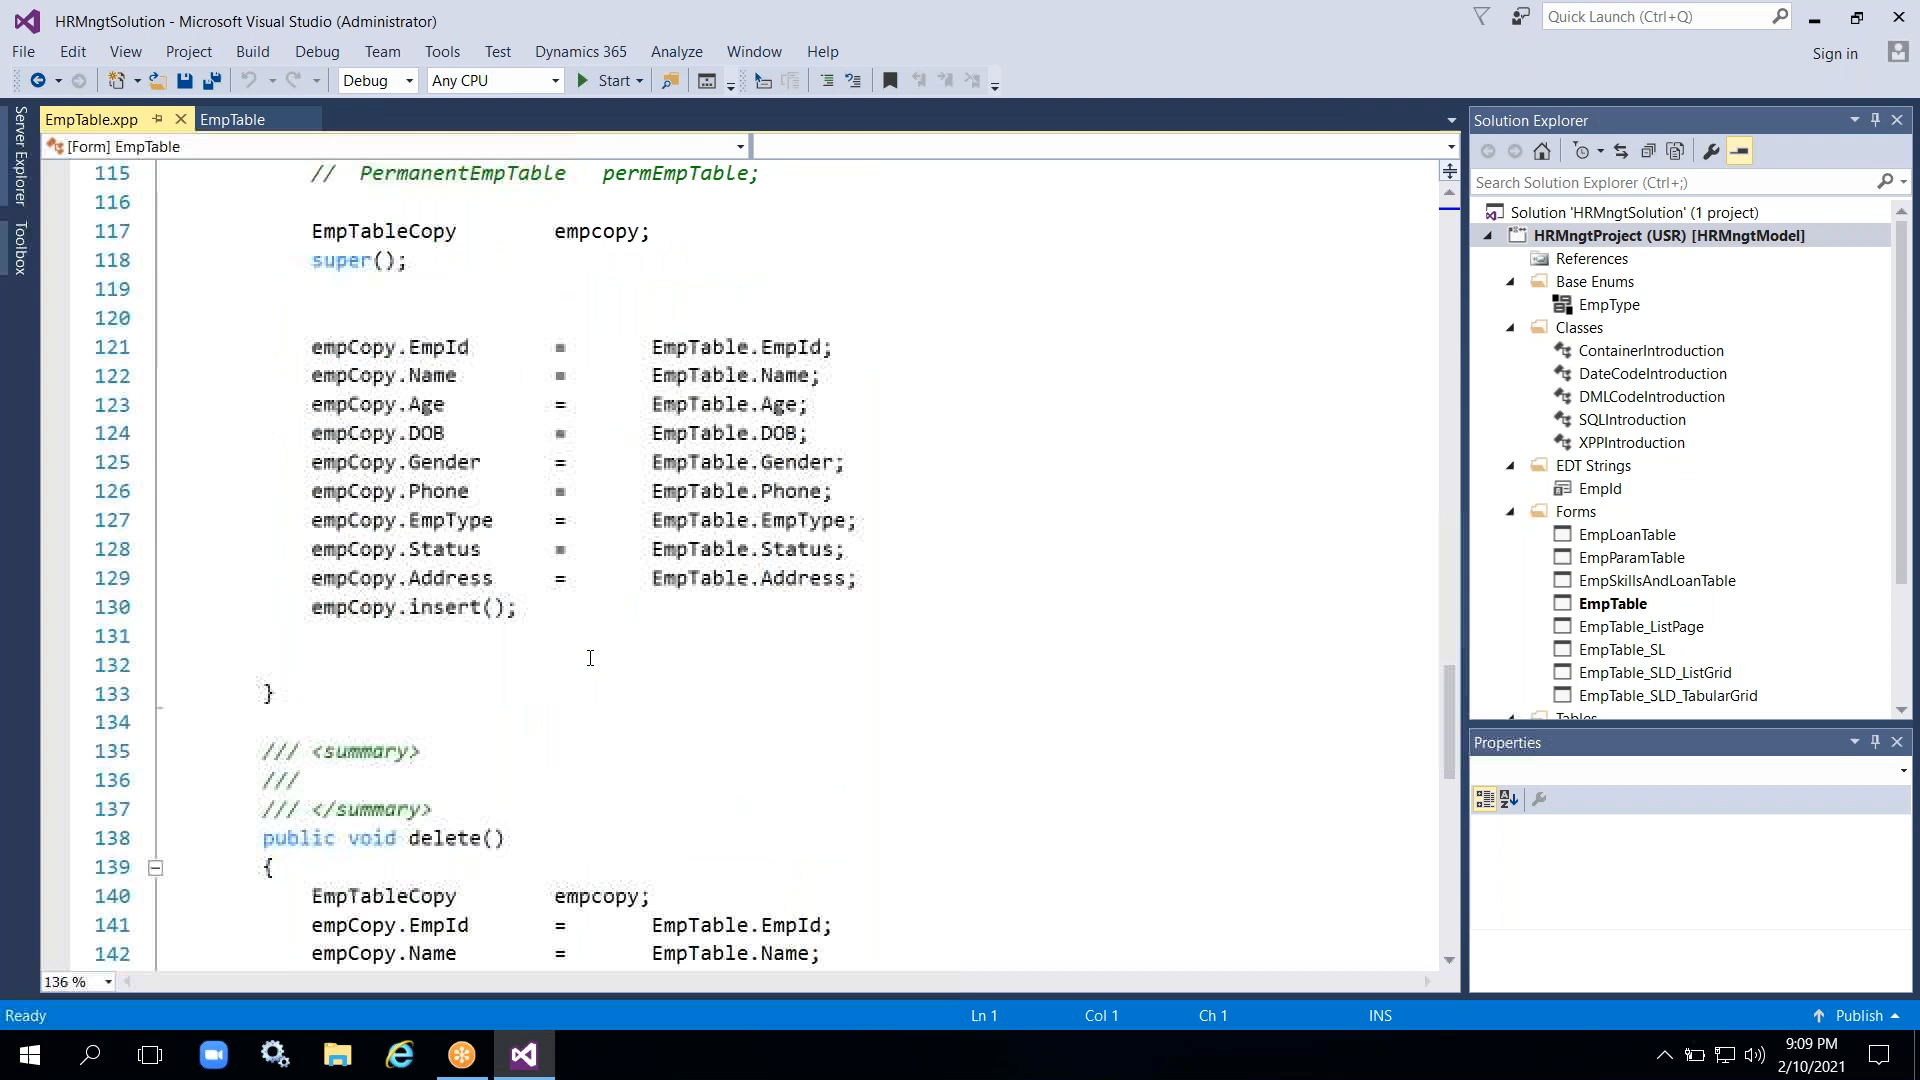 HRMngtSolution - Microsoft Visual Studio (Administrator)
Quick Launch (Ctrl+Q)
File Edit View Project Build Debug Team Tools Test Dynamics 365 Analyze Window Help
Sign in
Debug
Any CPU
Start
Server Explorer
Toolbox
EmpTable.xpp
EmpTable
[Form] EmpTable
115 // PermanentEmpTable permEmpTable;
116
117 EmpTableCopy empcopy;
118 super();
119
120
121 empCopy.EmpId = EmpTable.EmpId;
122 empCopy.Name = EmpTable.Name;
123 empCopy.Age = EmpTable.Age;
124 empCopy.DOB = EmpTable.DOB;
125 empCopy.Gender = EmpTable.Gender;
126 empCopy.Phone = EmpTable.Phone;
127 empCopy.EmpType = EmpTable.EmpType;
128 empCopy.Status = EmpTable.Status;
129 empCopy.Address = EmpTable.Address;
130 empCopy.insert();
131
132
133 }
134
135 /// <summary>
136 ///
137 /// </summary>
138 public void delete()
139 {
140 EmpTableCopy empcopy;
141 empCopy.EmpId = EmpTable.EmpId;
142 empCopy.Name = EmpTable.Name;
136 %
Solution Explorer
Search Solution Explorer (Ctrl+;)
Solution 'HRMngtSolution' (1 project)
HRMngtProject (USR) [HRMngtModel]
References
Base Enums
EmpType
Classes
ContainerIntroduction
DateCodeIntroduction
DMLCodeIntroduction
SQLIntroduction
XPPIntroduction
EDT Strings
EmpId
Forms
EmpLoanTable
EmpParamTable
EmpSkillsAndLoanTable
EmpTable
EmpTable_ListPage
EmpTable_SL
EmpTable_SLD_ListGrid
EmpTable_SLD_TabularGrid
Tables
Properties
Ready
Ln 1
Col 1
Ch 1
INS
Publish
9:09 PM
2/10/2021